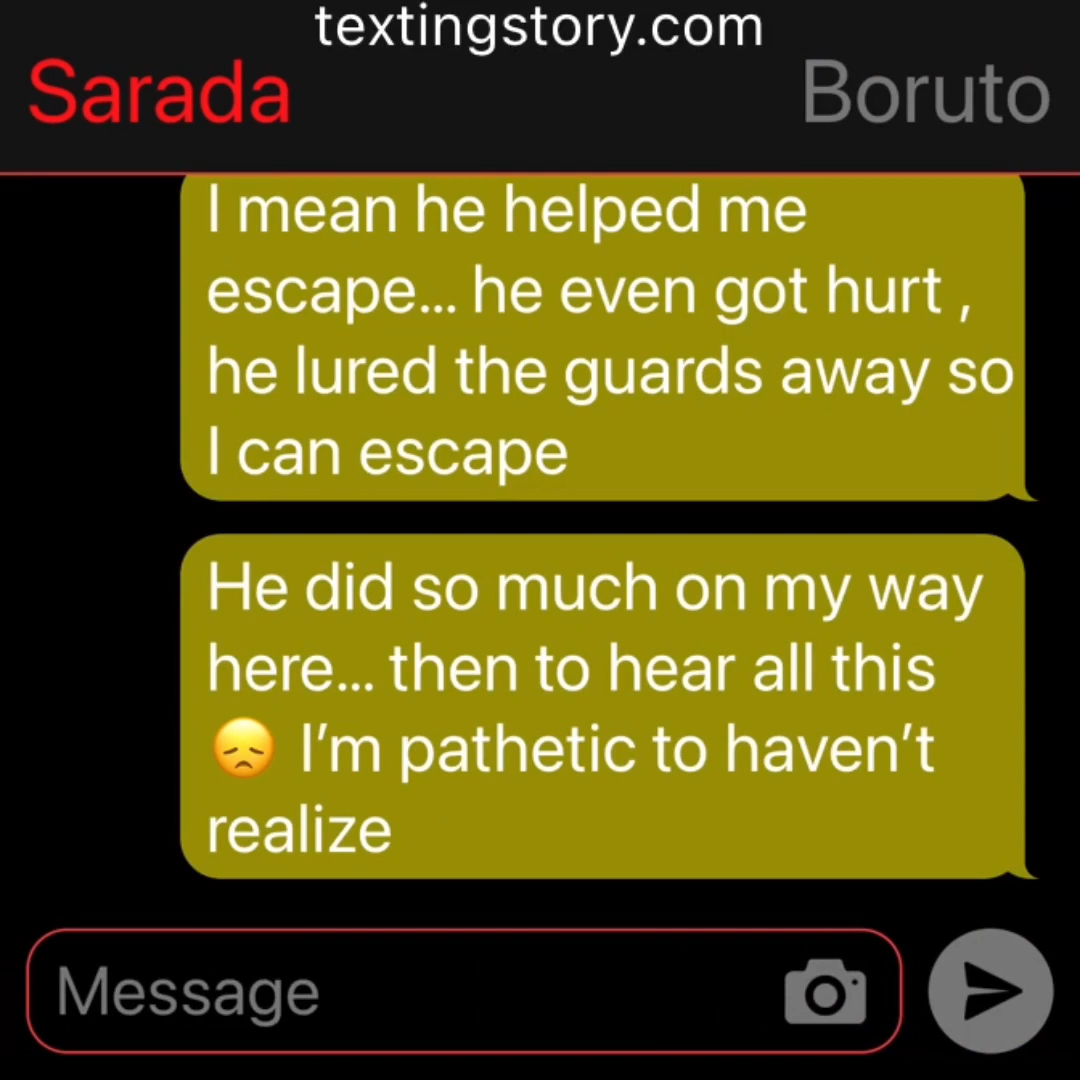 textingstory.com
Sarada Boruto
I mean he helped me
escape... he even got hurt ,
he lured the guards away so
I can escape
He did so much on my way
here... then to hear all this
😞 I’m pathetic to haven’t
realize
Message